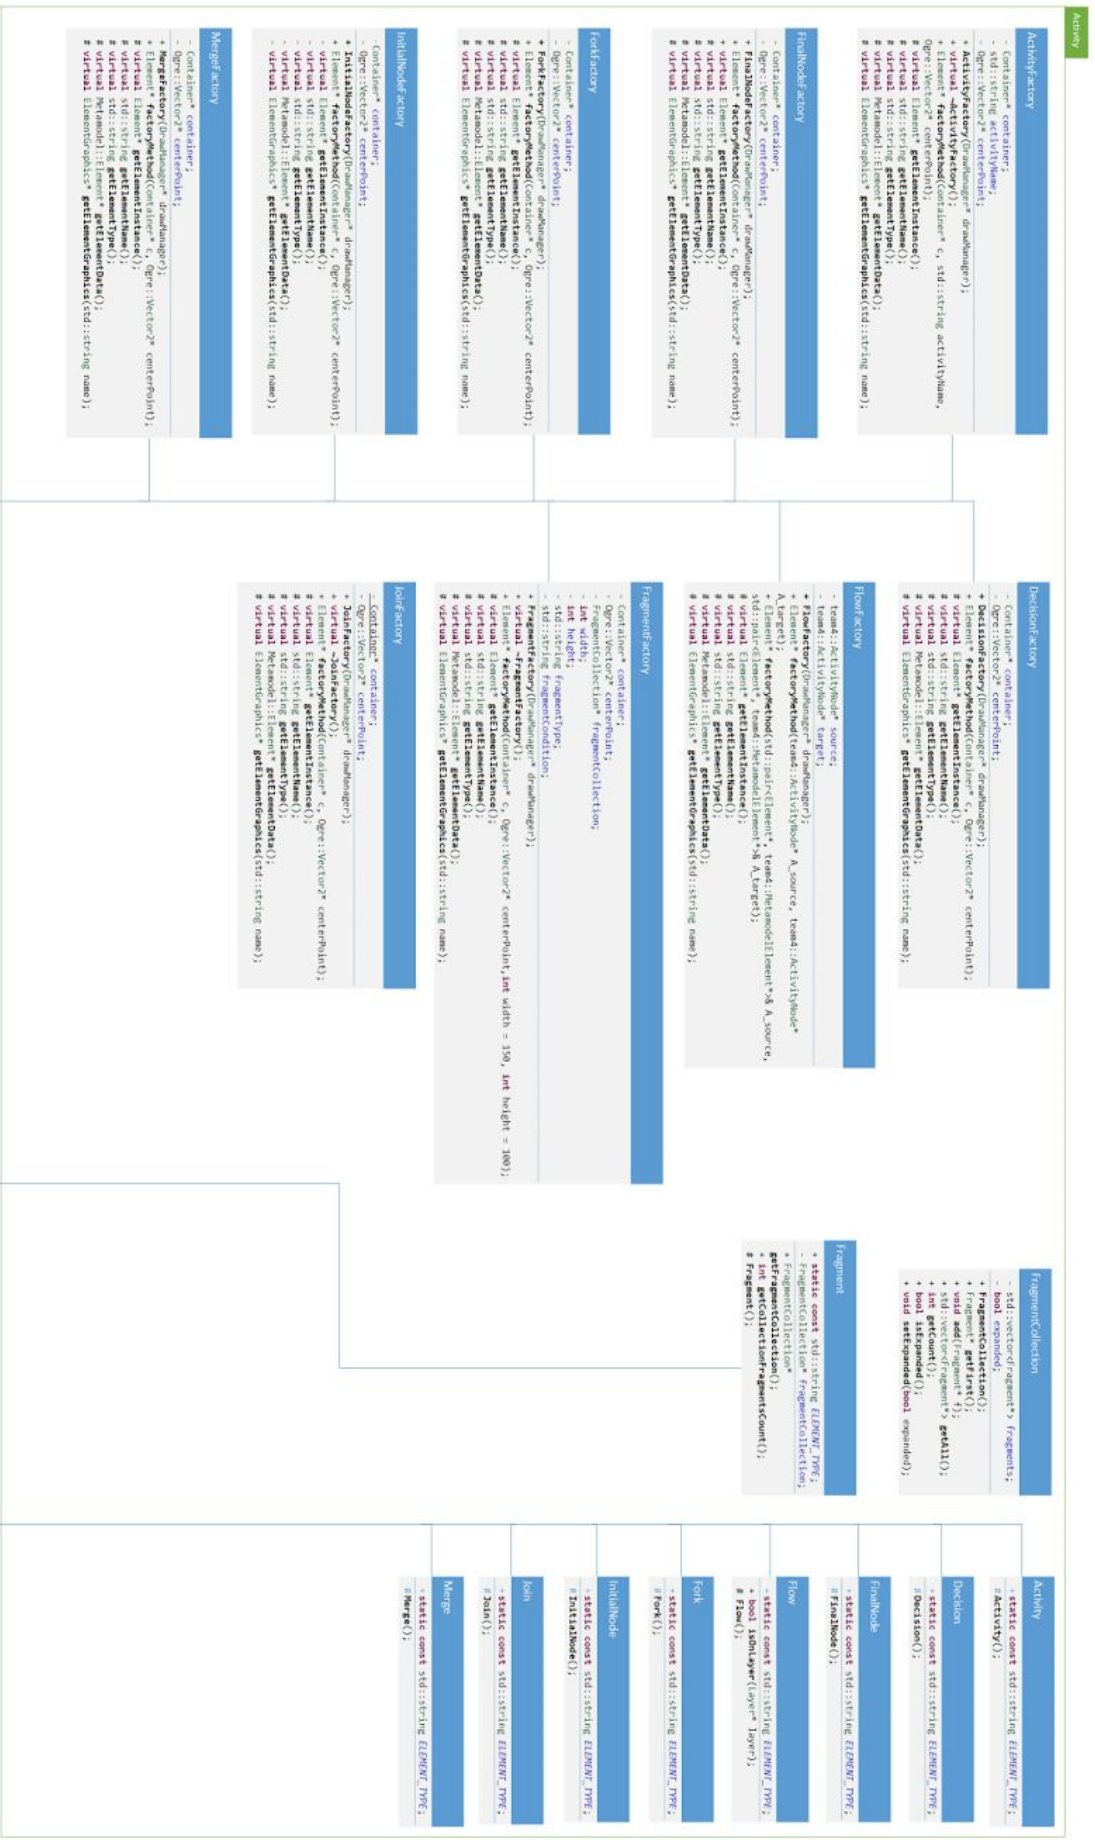 Activity
ActivityFactory
- Container* container;
- std::string activityName;
- Ogre::Vector2* centerPoint;
+ ActivityFactory(DrawManager* drawManager);
+ virtual ~ActivityFactory();
+ Element* factoryMethod(Container* c, std::string activityName,
Ogre::Vector2* centerPoint);
# virtual Element* getElementInstance();
# virtual std::string getElementName();
# virtual std::string getElementType();
# virtual Metamodel::Element* getElementData();
# virtual ElementGraphics* getElementGraphics(std::string name);
FinalNodeFactory
- Container* container;
- Ogre::Vector2* centerPoint;
+ FinalNodeFactory(DrawManager* drawManager);
+ Element* factoryMethod(Container* c, Ogre::Vector2* centerPoint);
# virtual Element* getElementInstance();
# virtual std::string getElementName();
# virtual std::string getElementType();
# virtual Metamodel::Element* getElementData();
# virtual ElementGraphics* getElementGraphics(std::string name);
ForkFactory
- Container* container;
- Ogre::Vector2* centerPoint;
+ ForkFactory(DrawManager* drawManager);
+ Element* factoryMethod(Container* c, Ogre::Vector2* centerPoint);
# virtual Element* getElementInstance();
# virtual std::string getElementName();
# virtual std::string getElementType();
# virtual Metamodel::Element* getElementData();
# virtual ElementGraphics* getElementGraphics(std::string name);
InitialNodeFactory
-Container* container;
- Ogre::Vector2* centerPoint;
+ InitialNodeFactory(DrawManager* drawManager);
+ Element* factoryMethod(Container* c, Ogre::Vector2* centerPoint);
- virtual Element* getElementInstance();
- virtual std::string getElementName();
- virtual std::string getElementType();
- virtual Metamodel::Element* getElementData();
- virtual ElementGraphics* getElementGraphics(std::string name);
MergeFactory
- Container* container;
- Ogre::Vector2* centerPoint;
+ MergeFactory(DrawManager* drawManager);
+ Element* factoryMethod(Container* c, Ogre::Vector2* centerPoint);
# virtual Element* getElementInstance();
# virtual std::string getElementName();
# virtual std::string getElementType();
# virtual Metamodel::Element* getElementData();
# virtual ElementGraphics* getElementGraphics(std::string name);
DecisionFactory
- Container* container;
- Ogre::Vector2* centerPoint;
+ DecisionFactory(DrawManager* drawManager);
+ Element* factoryMethod(Container* c, Ogre::Vector2* centerPoint);
# virtual Element* getElementInstance();
# virtual std::string getElementName();
# virtual std::string getElementType();
# virtual Metamodel::Element* getElementData();
# virtual ElementGraphics* getElementGraphics(std::string name);
FlowFactory
- team4::ActivityNode* source;
- team4::ActivityNode* target;
+ FlowFactory(DrawManager* drawManager);
+ Element* factoryMethod(team4::ActivityNode* A_source, team4::ActivityNode*
A_target);
+ Element* factoryMethod(std::pair<Element*, team4::MetamodelElement*>& A_source,
std::pair<Element*, team4::MetamodelElement*>& A_target);
# virtual Element* getElementInstance();
# virtual std::string getElementName();
# virtual std::string getElementType();
# virtual Metamodel::Element* getElementData();
# virtual ElementGraphics* getElementGraphics(std::string name);
FragmentFactory
- Container* container;
- Ogre::Vector2* centerPoint;
- FragmentCollection* fragmentCollection;
- int width;
- int height;
- std::string fragmentType;
- std::string fragmentCondition;
+ FragmentFactory(DrawManager* drawManager);
+ virtual ~FragmentFactory();
+ Element* factoryMethod(Container* c, Ogre::Vector2* centerPoint,int width = 150, int height = 100);
# virtual Element* getElementInstance();
# virtual std::string getElementName();
# virtual std::string getElementType();
# virtual Metamodel::Element* getElementData();
# virtual ElementGraphics* getElementGraphics(std::string name);
JoinFactory
- Container* container;
- Ogre::Vector2* centerPoint;
+ JoinFactory(DrawManager* drawManager);
+ virtual ~JoinFactory();
+ Element* factoryMethod(Container* c, Ogre::Vector2* centerPoint);
# virtual Element* getElementInstance();
# virtual std::string getElementName();
# virtual std::string getElementType();
# virtual Metamodel::Element* getElementData();
# virtual ElementGraphics* getElementGraphics(std::string name);
FragmentCollection
- std::vector<Fragment*> fragments;
- bool expanded;
+ FragmentCollection();
+ Fragment* getFirst();
+ void add(Fragment* f);
+ std::vector<Fragment*> getAll();
+ int getCount();
+ bool isExpanded();
+ void setExpanded(bool expanded);
Fragment
+ static const std::string ELEMENT_TYPE;
- FragmentCollection* fragmentCollection;
+ FragmentCollection*
getFragmentCollection();
+ int getCollectionFragmentsCount();
# Fragment();
Activity
+static const std::string ELEMENT_TYPE;
#Activity();
Decision
+static const std::string ELEMENT_TYPE;
#Decision();
FinalNode
+static const std::string ELEMENT_TYPE;
#FinalNode();
Flow
+static const std::string ELEMENT_TYPE;
+ bool isOnLayer(Layer* layer);
# Flow();
Fork
+static const std::string ELEMENT_TYPE;
#Fork();
InitialNode
+static const std::string ELEMENT_TYPE;
#InitialNode();
Join
+static const std::string ELEMENT_TYPE;
#Join();
Merge
+static const std::string ELEMENT_TYPE;
#Merge();